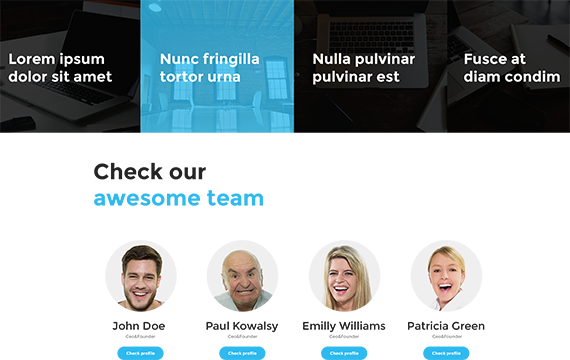 Lorem ipsum
dolor sit amet
Nunc fringilla
tortor urna
Nulla pulvinar
pulvinar est
Fusce at
diam condim
Check our
awesome team
John Doe
Ceo&Founder
Check profile
Paul Kowalsy
Ceo&Founder
Check profile
Emilly Williams
Ceo&Founder
Check profile
Patricia Green
Ceo&Founder
Check profile